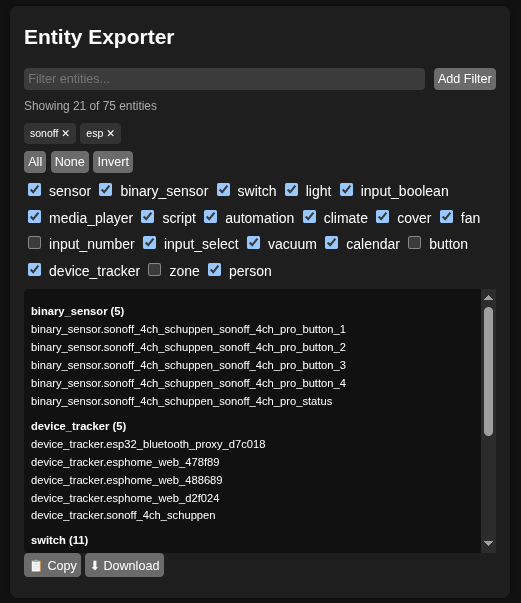 Entity Exporter
Filter entities... Add Filter
Showing 21 of 75 entities
sonoff ✕ esp ✕
All None Invert
sensor binary_sensor switch light input_boolean
media_player script automation climate cover fan
input_number input_select vacuum calendar button
device_tracker zone person
binary_sensor (5)
binary_sensor.sonoff_4ch_schuppen_sonoff_4ch_pro_button_1
binary_sensor.sonoff_4ch_schuppen_sonoff_4ch_pro_button_2
binary_sensor.sonoff_4ch_schuppen_sonoff_4ch_pro_button_3
binary_sensor.sonoff_4ch_schuppen_sonoff_4ch_pro_button_4
binary_sensor.sonoff_4ch_schuppen_sonoff_4ch_pro_status
device_tracker (5)
device_tracker.esp32_bluetooth_proxy_d7c018
device_tracker.esphome_web_478f89
device_tracker.esphome_web_488689
device_tracker.esphome_web_d2f024
device_tracker.sonoff_4ch_schuppen
switch (11)
📋 Copy ⬇ Download